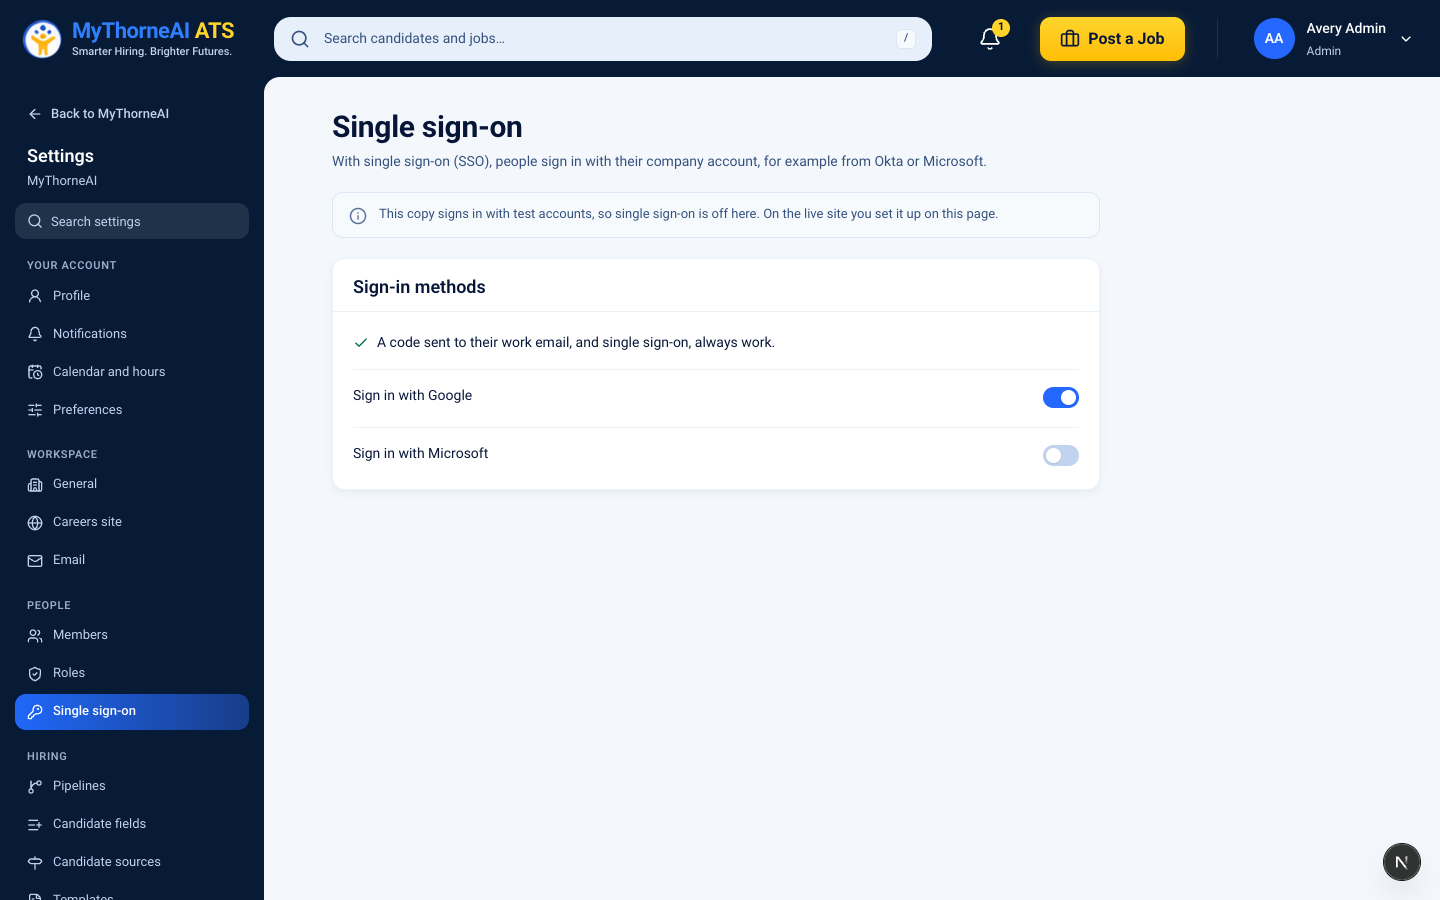 MyThorneAI ATS
Smarter Hiring. Brighter Futures.
Search candidates and jobs...
/
1
Post a Job
AA
Avery Admin
Admin
Back to MyThorneAI
Settings
MyThorneAI
Search settings
YOUR ACCOUNT
Profile
Notifications
Calendar and hours
Preferences
WORKSPACE
General
Careers site
Email
PEOPLE
Members
Roles
Single sign-on
HIRING
Pipelines
Candidate fields
Candidate sources
Templates
Single sign-on
With single sign-on (SSO), people sign in with their company account, for example from Okta or Microsoft.
This copy signs in with test accounts, so single sign-on is off here. On the live site you set it up on this page.
Sign-in methods
A code sent to their work email, and single sign-on, always work.
Sign in with Google
Sign in with Microsoft
N